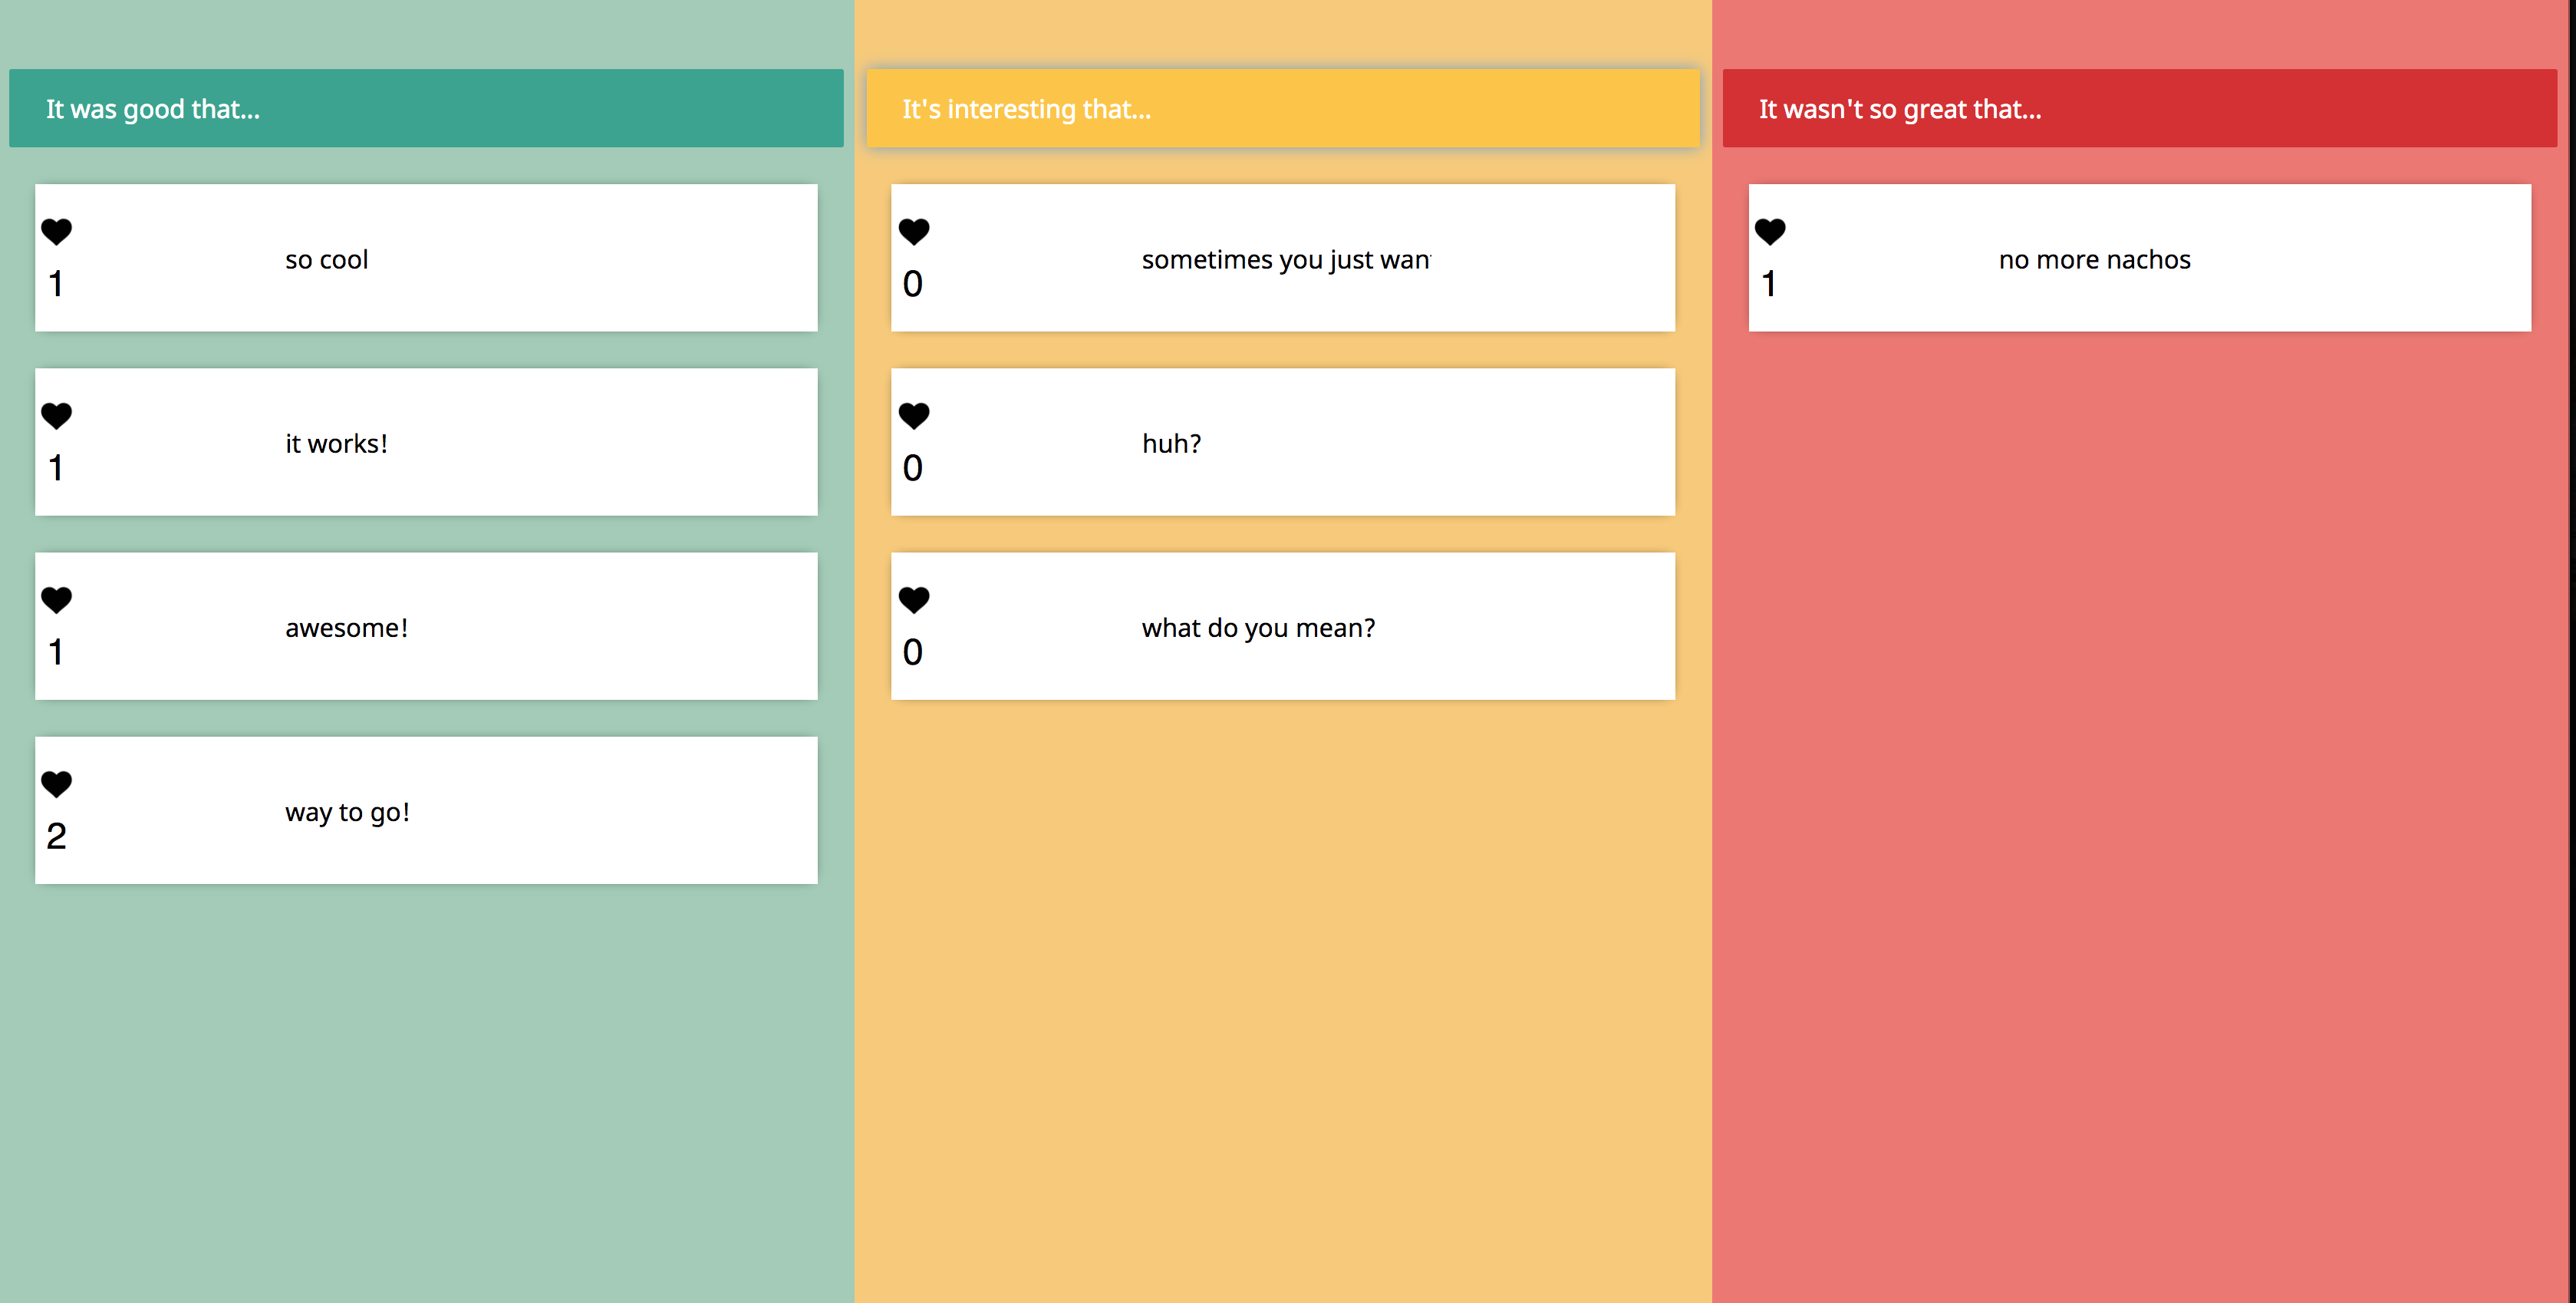 It was good that...
1
so cool
1
it works!
1
awesome!
2
way to go!
It's interesting that...
0
sometimes you just wan
0
huh?
0
what do you mean?
It wasn't so great that...
1
no more nachos